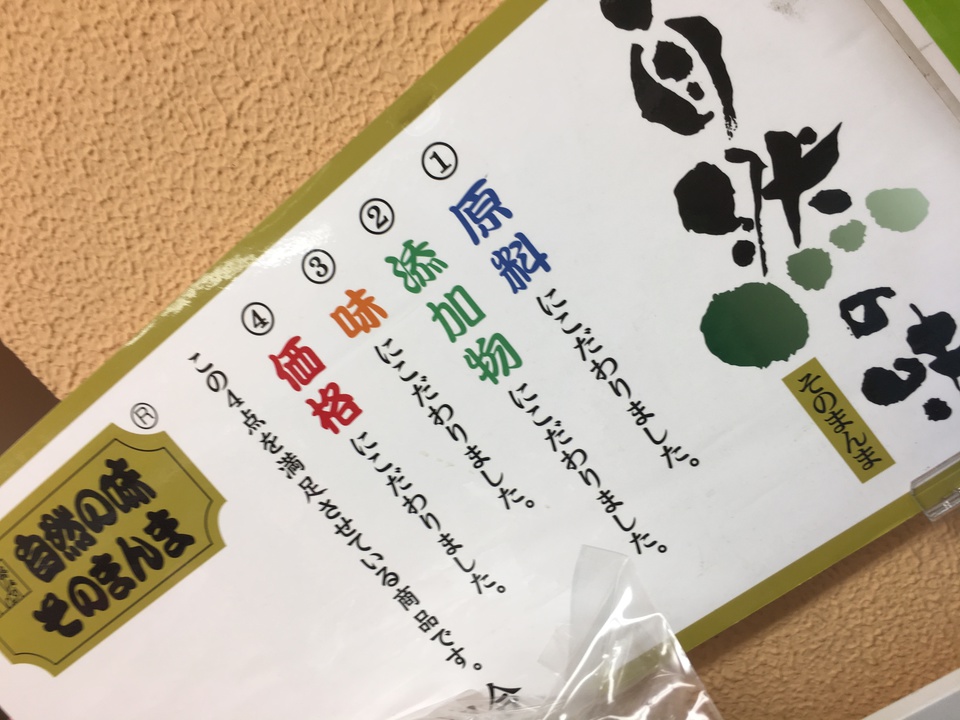 自然の味
そのまんま
① 原料にこだわりました。
② 添加物にこだわりました。
③ 味にこだわりました。
④ 価格にこだわりました。
この4点を満足させている商品です。
®
自然の味
そのまんま